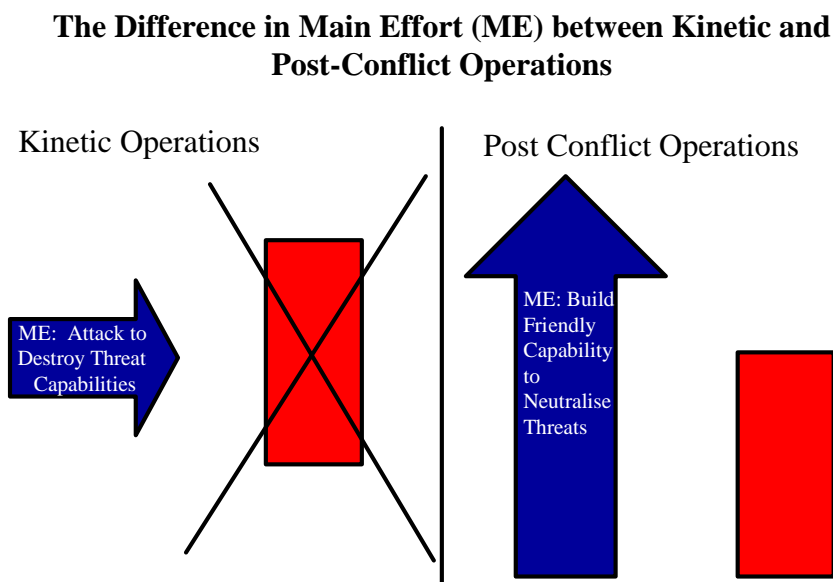 The Difference in Main Effort (ME) between Kinetic and
Post-Conflict Operations
Kinetic Operations
Post Conflict Operations
ME: Attack to
Destroy Threat
Capabilities
ME: Build
Friendly
Capability
to
Neutralise
Threats